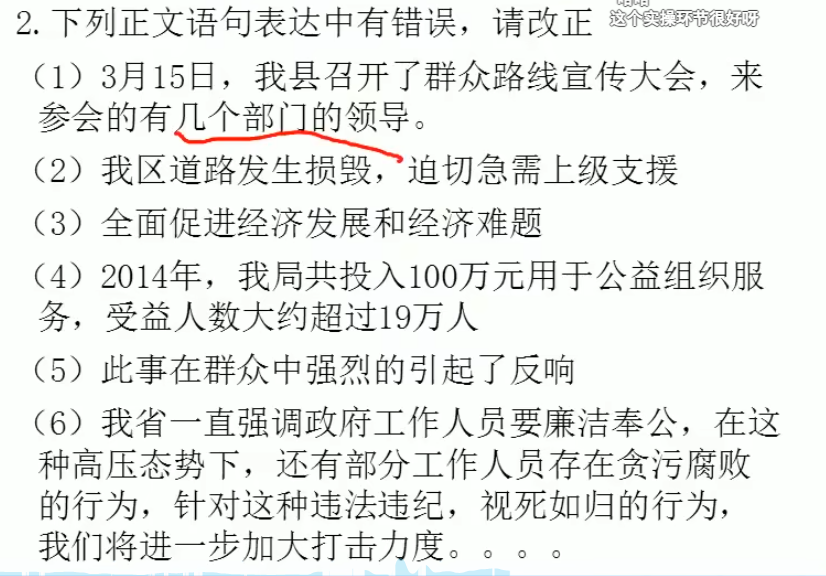 哈哈
2.下列正文语句表达中有错误，请改正
这个实操环节很好呀
（1）3月15日，我县召开了群众路线宣传大会，来
参会的有几个部门的领导。
（2）我区道路发生损毁，迫切急需上级支援
（3）全面促进经济发展和经济难题
（4）2014年，我局共投入100万元用于公益组织服
务，受益人数大约超过19万人
（5）此事在群众中强烈的引起了反响
（6）我省一直强调政府工作人员要廉洁奉公，在这
种高压态势下，还有部分工作人员存在贪污腐败
的行为，针对这种违法违纪，视死如归的行为，
我们将进一步加大打击力度。。。。